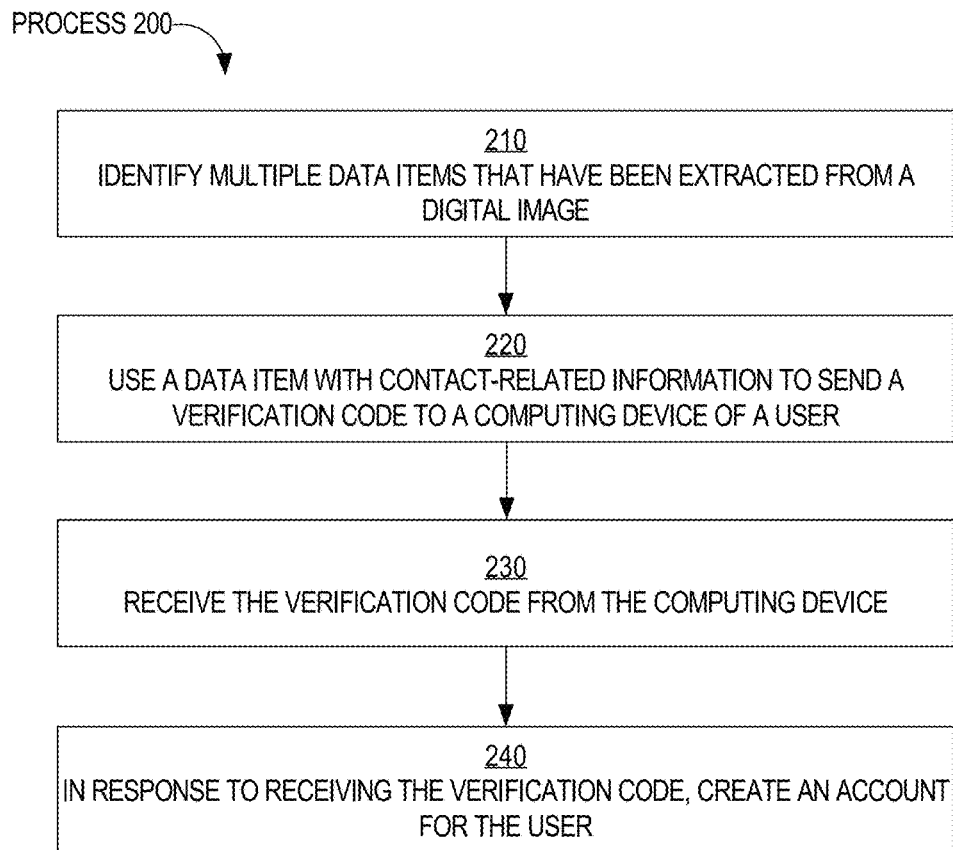 PROCESS 200
210
IDENTIFY MULTIPLE DATA ITEMS THAT HAVE BEEN EXTRACTED FROM A
DIGITAL IMAGE
220
USE A DATA ITEM WITH CONTACT-RELATED INFORMATION TO SEND A
VERIFICATION CODE TO A COMPUTING DEVICE OF A USER
230
RECEIVE THE VERIFICATION CODE FROM THE COMPUTING DEVICE
240
IN RESPONSE TO RECEIVING THE VERIFICATION CODE, CREATE AN ACCOUNT
FOR THE USER